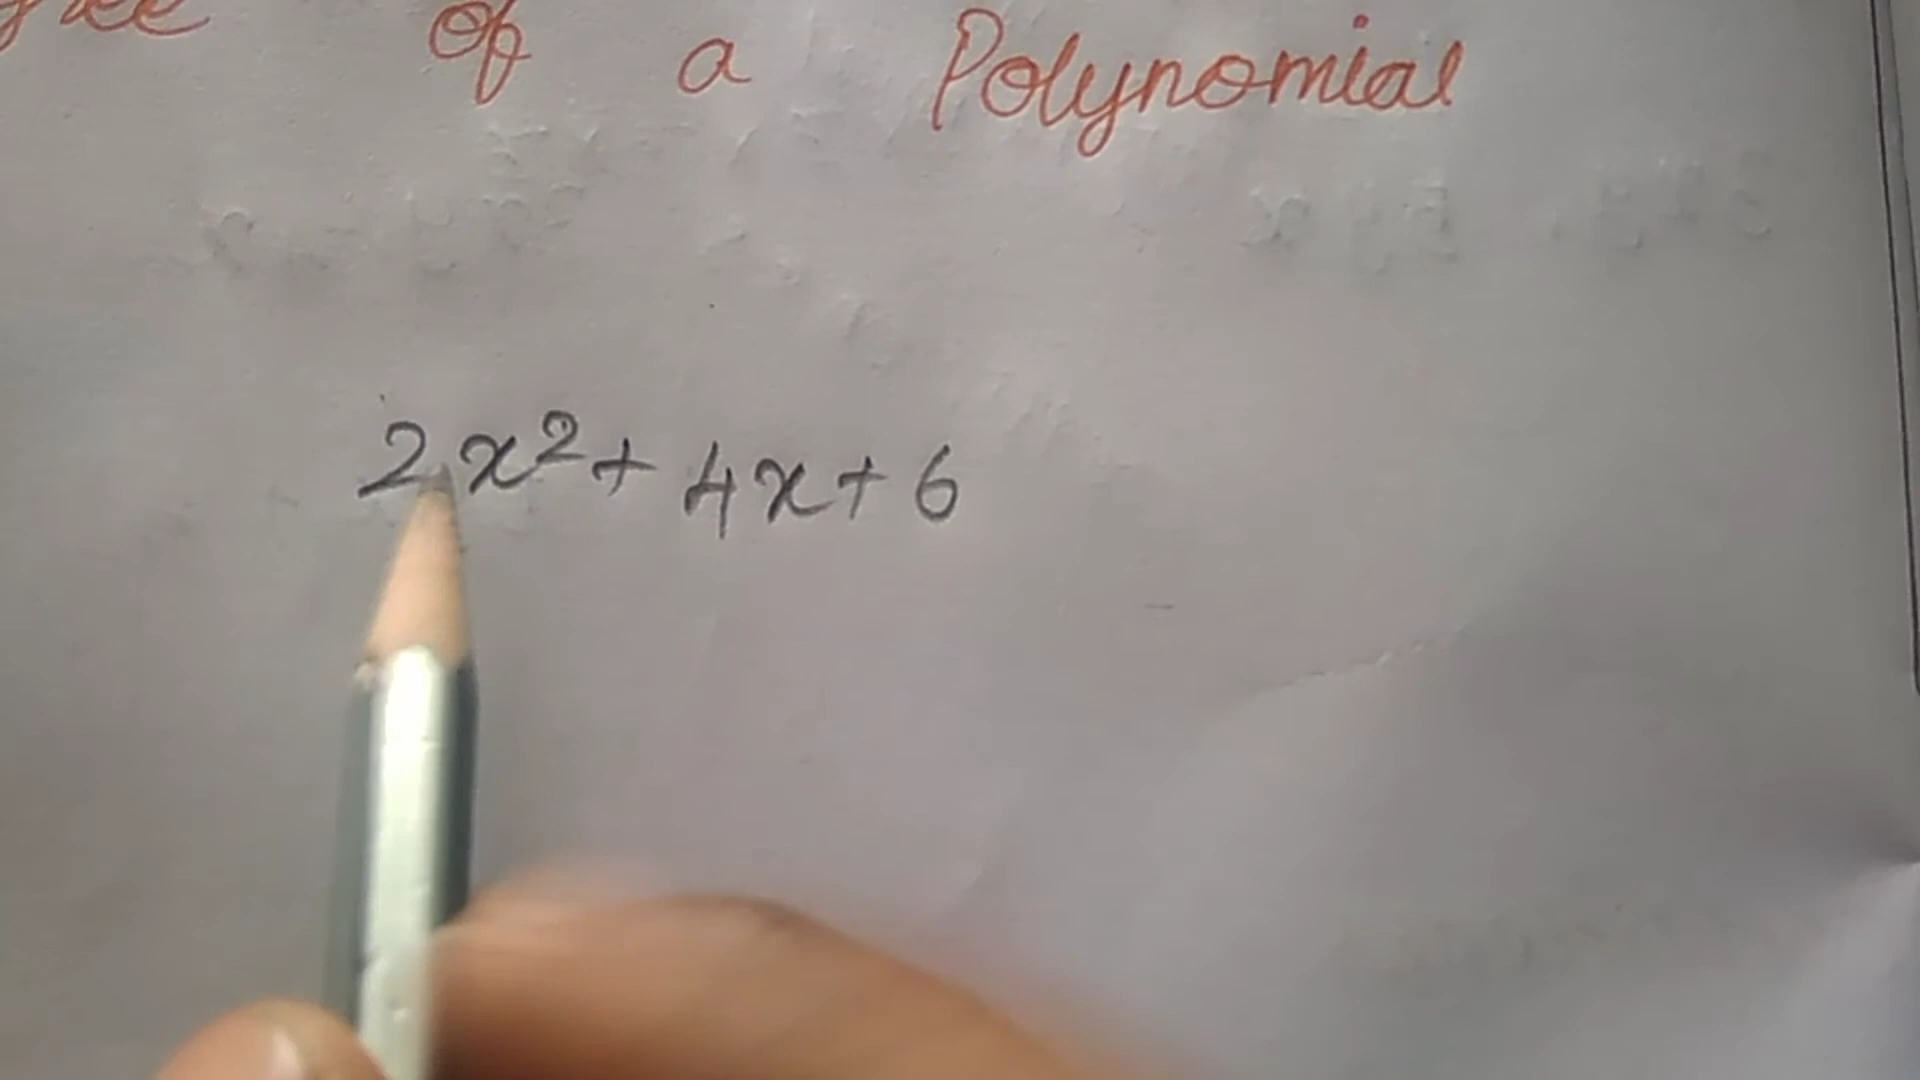 of a Polynomial
2x² + 4x + 6